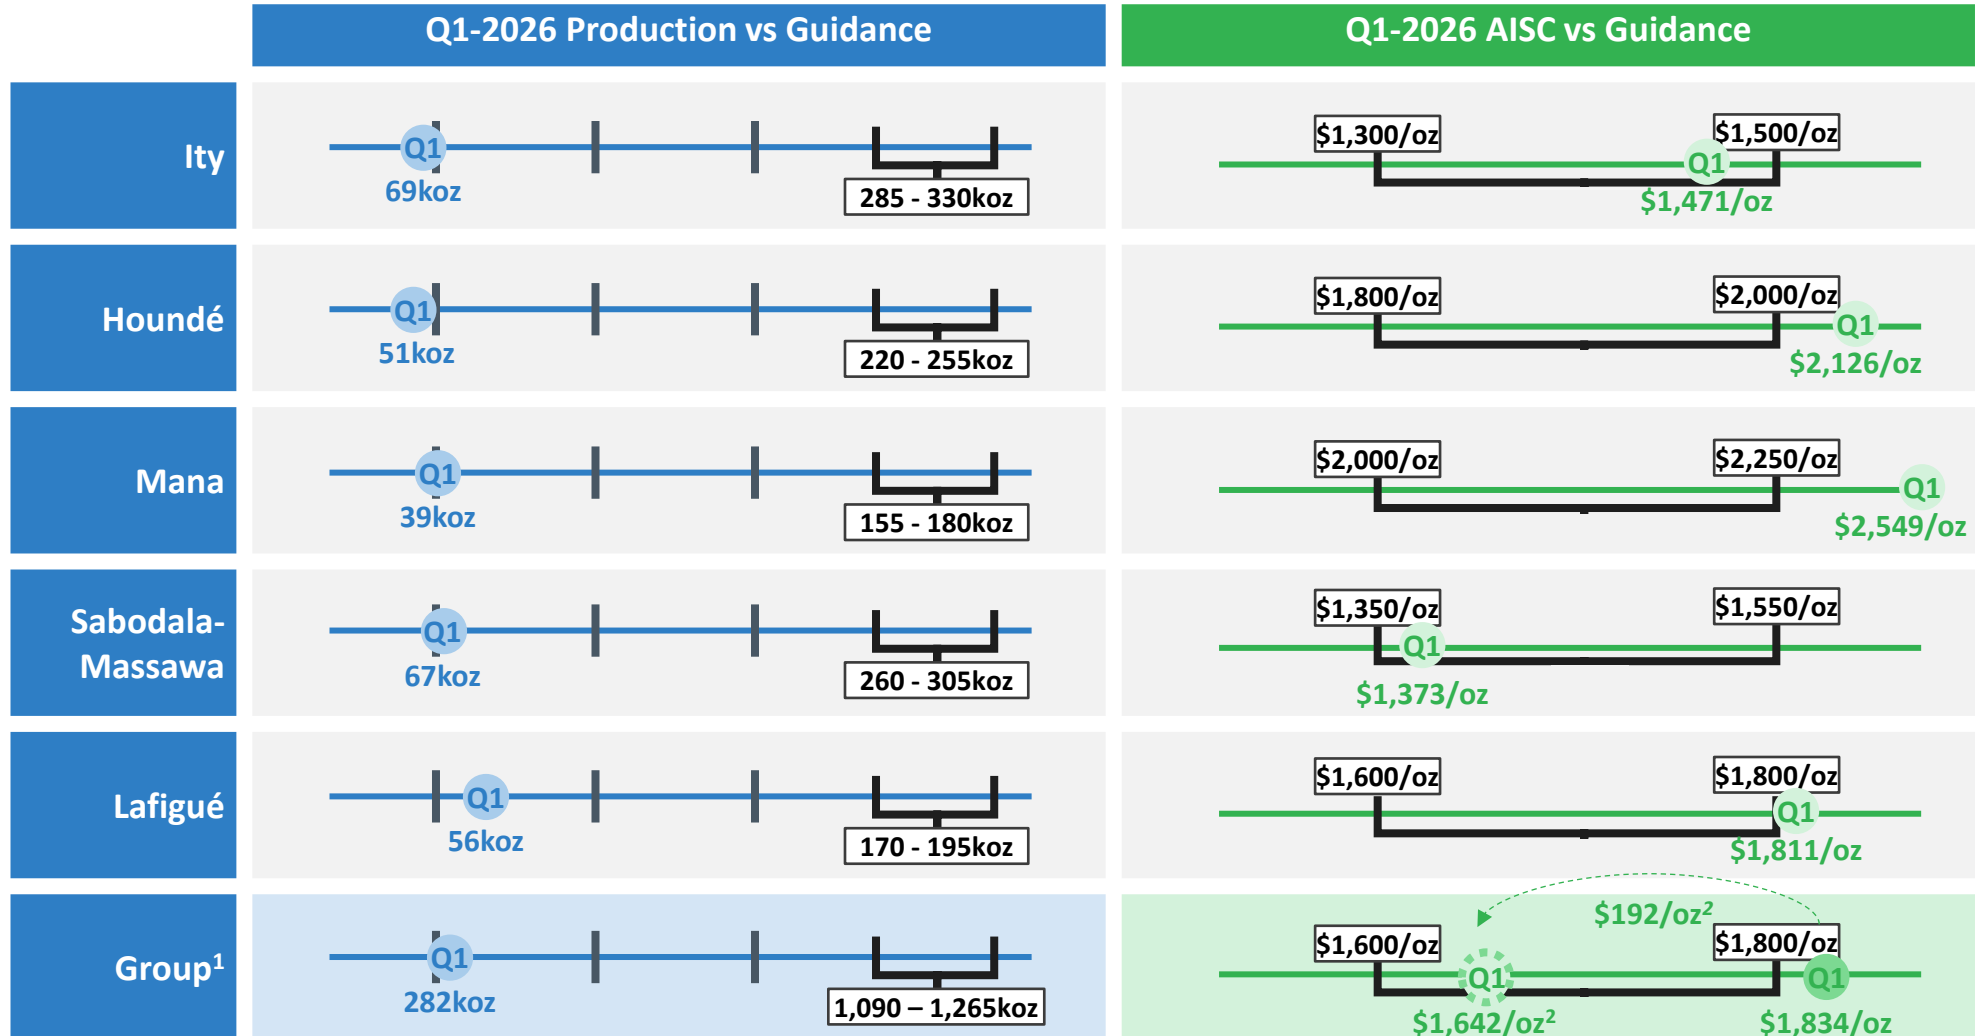 Q1-2026 Production vs Guidance
Q1-2026 AISC vs Guidance
Ity
Q1
69koz
285 - 330koz
$1,300/oz
$1,500/oz
Q1
$1,471/oz
Houndé
Q1
51koz
220 - 255koz
$1,800/oz
$2,000/oz
Q1
$2,126/oz
Mana
Q1
39koz
155 - 180koz
$2,000/oz
$2,250/oz
Q1
$2,549/oz
Sabodala-
Massawa
Q1
67koz
260 - 305koz
$1,350/oz
$1,550/oz
Q1
$1,373/oz
Lafigué
Q1
56koz
170 - 195koz
$1,600/oz
$1,800/oz
Q1
$1,811/oz
Group¹
Q1
282koz
1,090 – 1,265koz
$192/oz²
$1,600/oz
$1,800/oz
Q1
Q1
$1,642/oz²
$1,834/oz